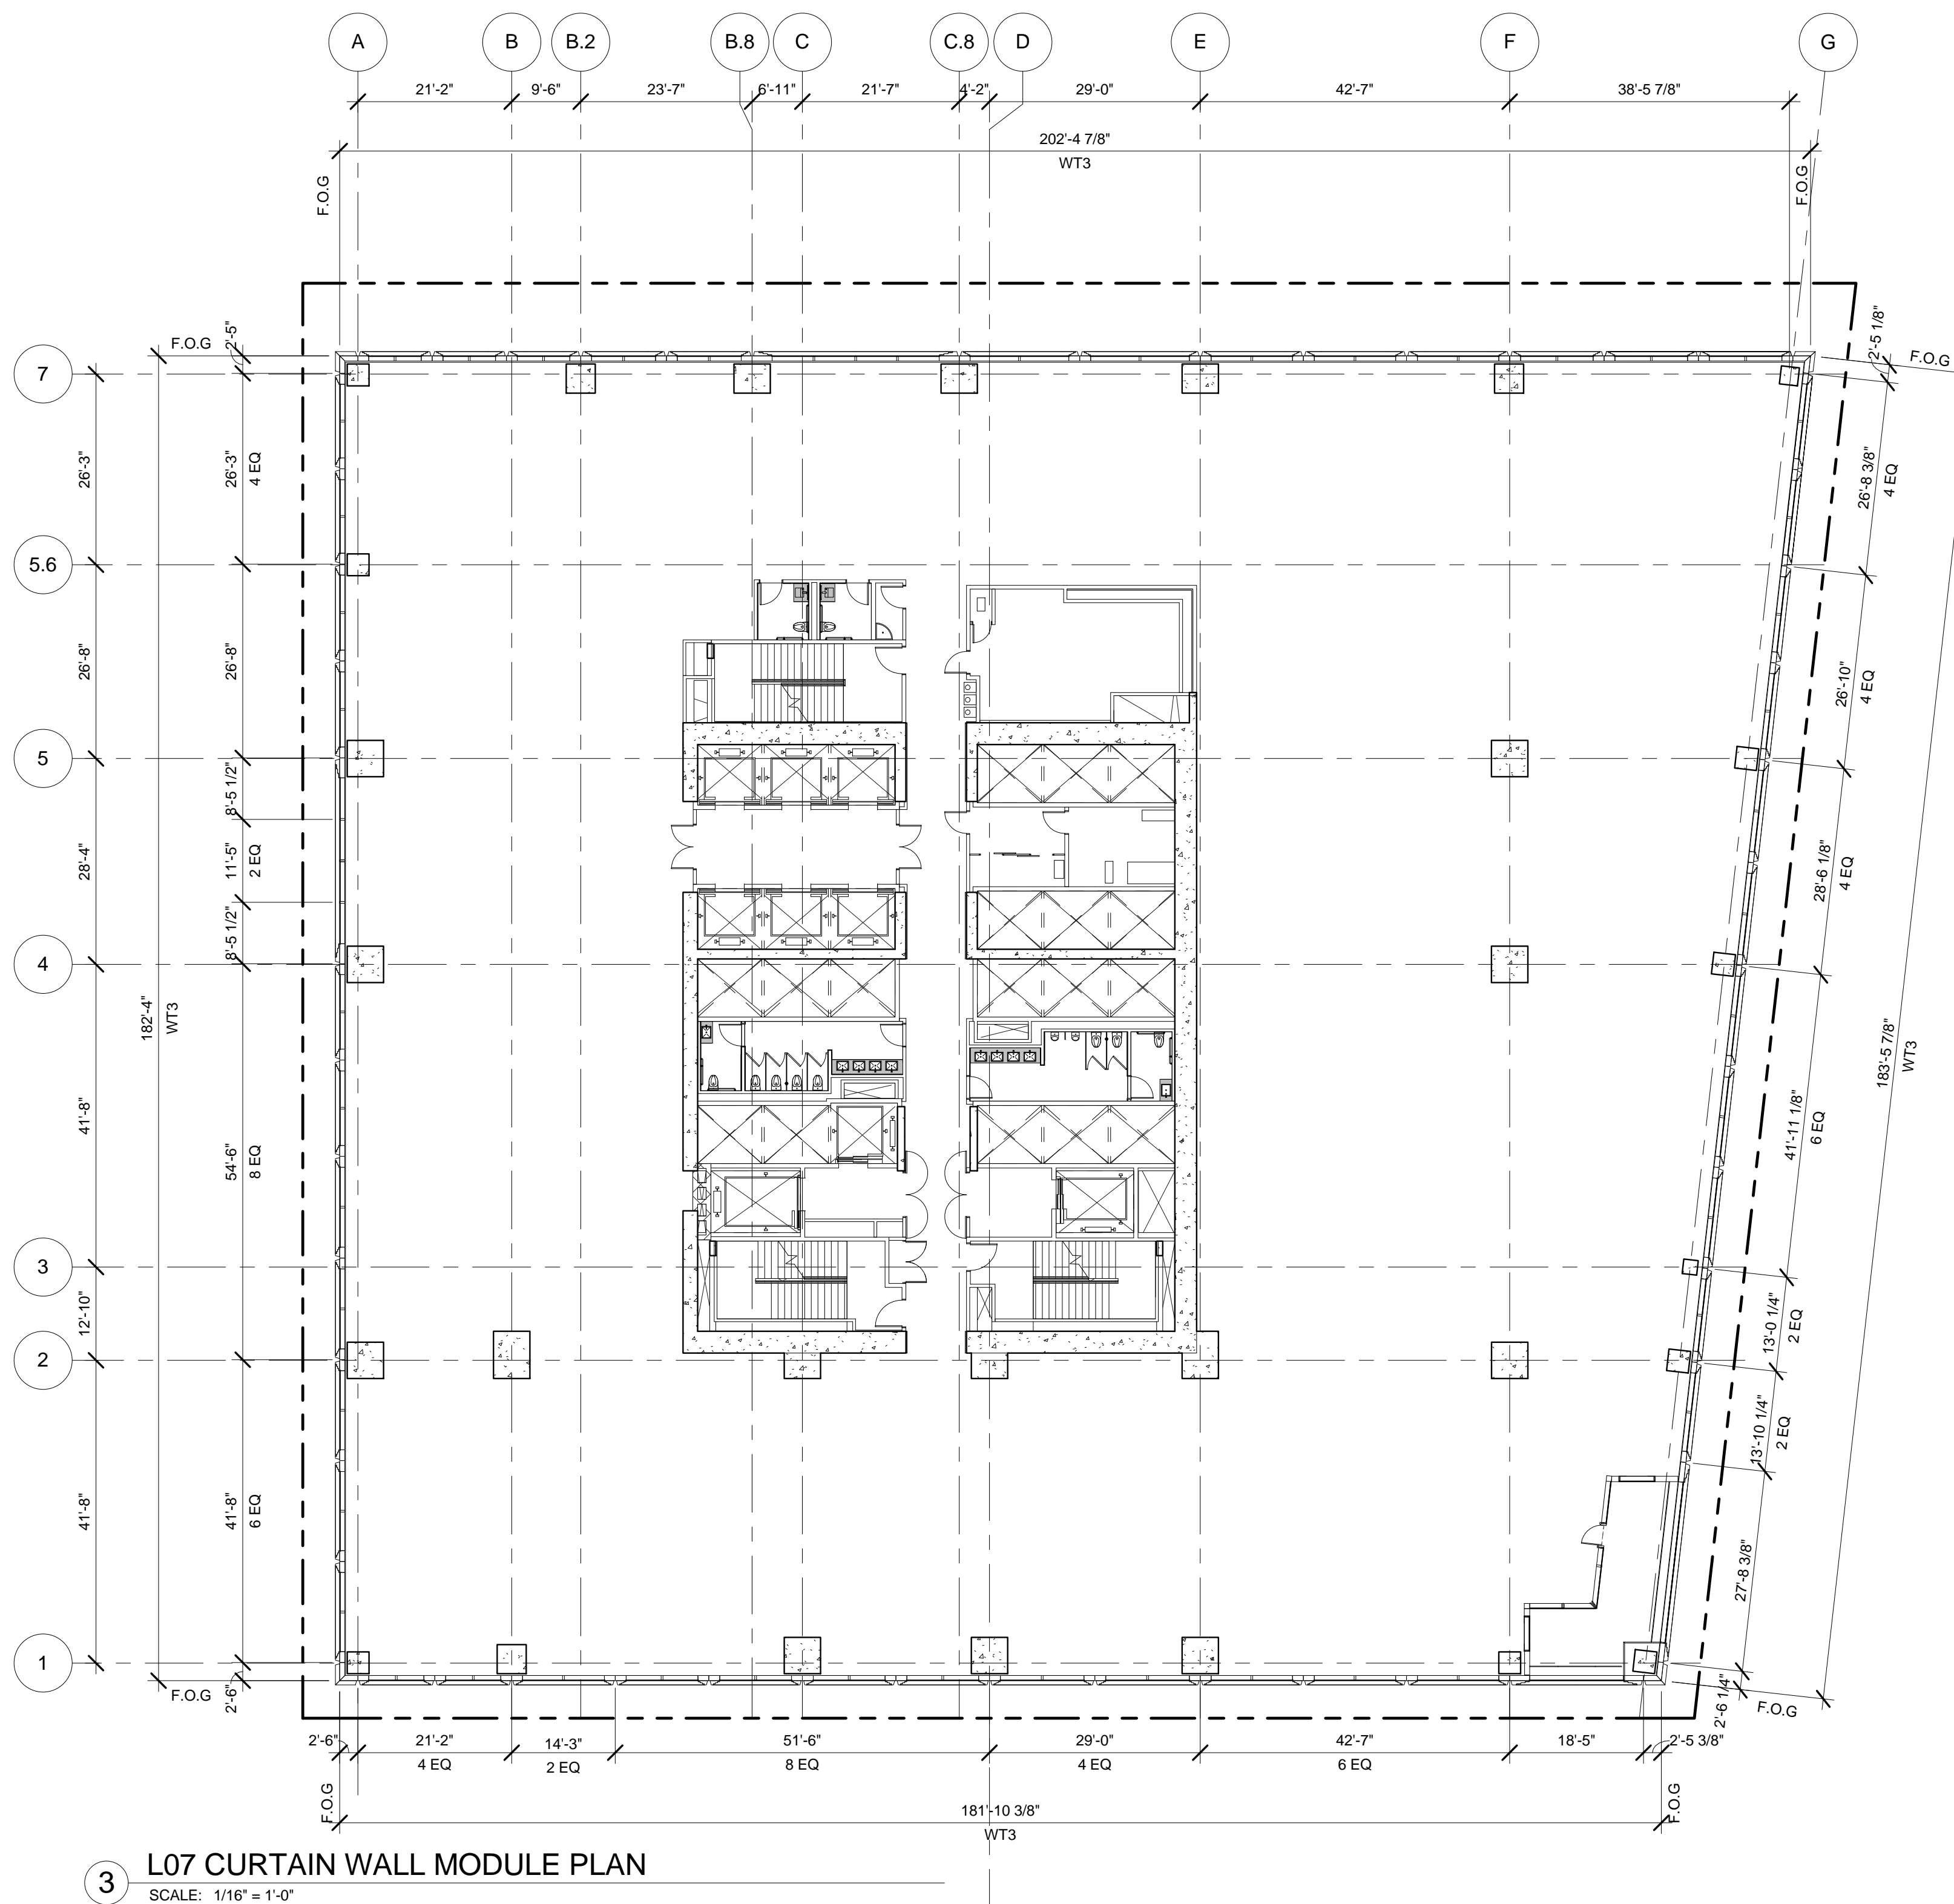 A B B.2 B.8 C C.8 D E F G
21'-2" 9'-6" 23'-7" 6'-11" 21'-7" 4'-2" 29'-0" 42'-7" 38'-5 7/8"
202'-4 7/8"
WT3
F.O.G
F.O.G
7
5.6
5
4
3
2
1
26'-3"
26'-8"
28'-4"
41'-8"
12'-10"
41'-8"
182'-4"
WT3
F.O.G
2'-5"
26'-3"
4 EQ
26'-8"
8'-5 1/2"
11'-5"
2 EQ
8'-5 1/2"
54'-6"
8 EQ
41'-8"
6 EQ
2'-6"
F.O.G
2'-5 1/8"
F.O.G
26'-8 3/8"
4 EQ
26'-10"
4 EQ
28'-6 1/8"
4 EQ
41'-11 1/8"
6 EQ
13'-0 1/4"
2 EQ
13'-10 1/4"
2 EQ
27'-8 3/8"
2'-6 1/4"
F.O.G
183'-5 7/8"
WT3
2'-6" 21'-2" 14'-3" 51'-6" 29'-0" 42'-7" 18'-5" 2'-5 3/8"
4 EQ 2 EQ 8 EQ 4 EQ 6 EQ
F.O.G
F.O.G
181'-10 3/8"
WT3
3
L07 CURTAIN WALL MODULE PLAN
SCALE: 1/16" = 1'-0"